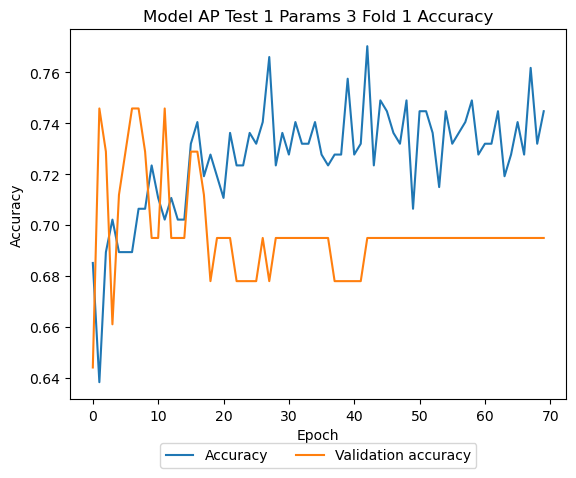 Model AP Test 1 Params 3 Fold 1 Accuracy
0.76
0.74
0.72
0.70
0.68
0.66
0.64
Accuracy
0 10 20 30 40 50 60 70
Epoch
Accuracy Validation accuracy